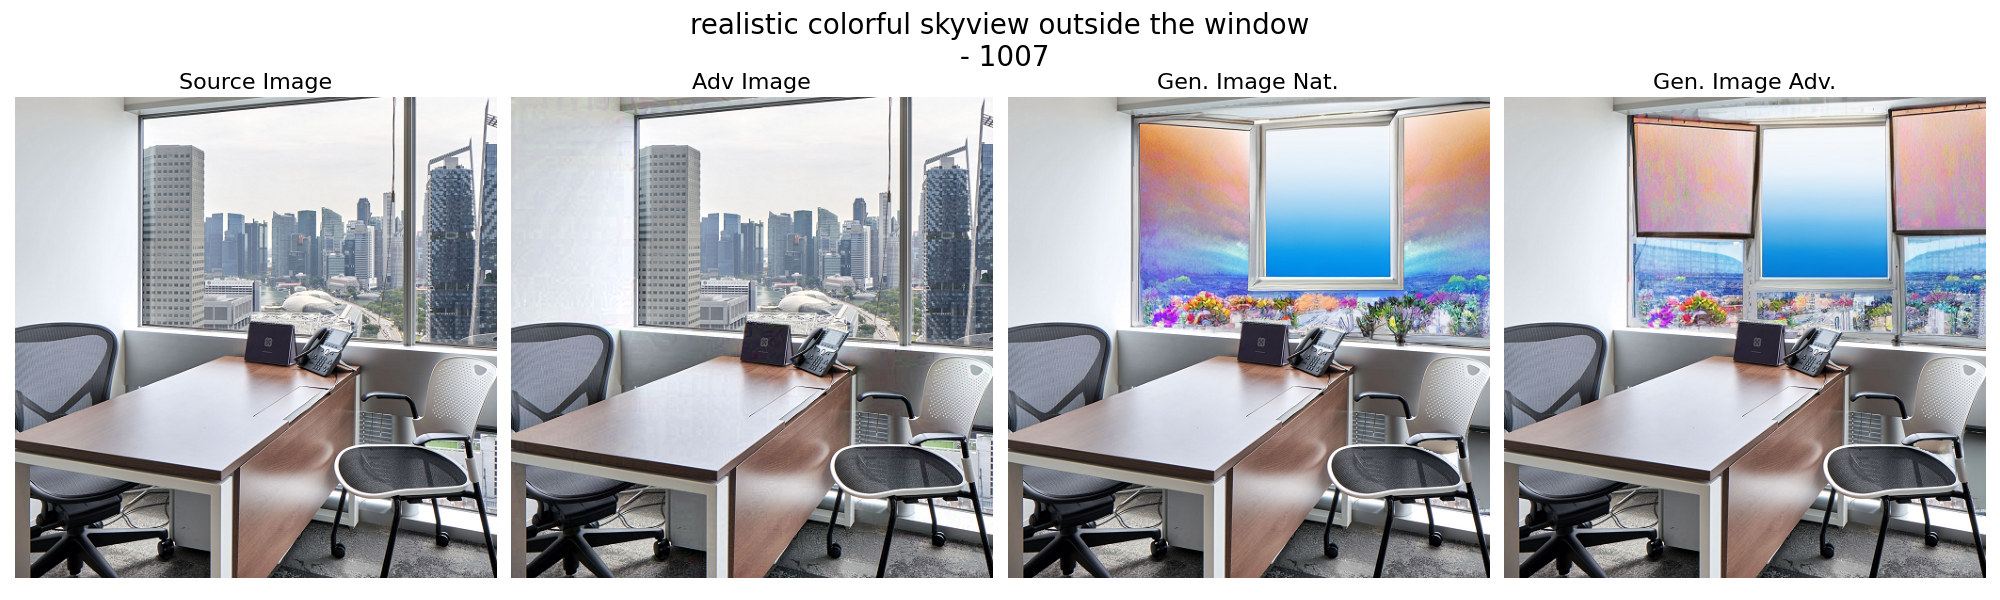 realistic colorful skyview outside the window
- 1007
Source Image
Adv Image
Gen. Image Nat.
Gen. Image Adv.